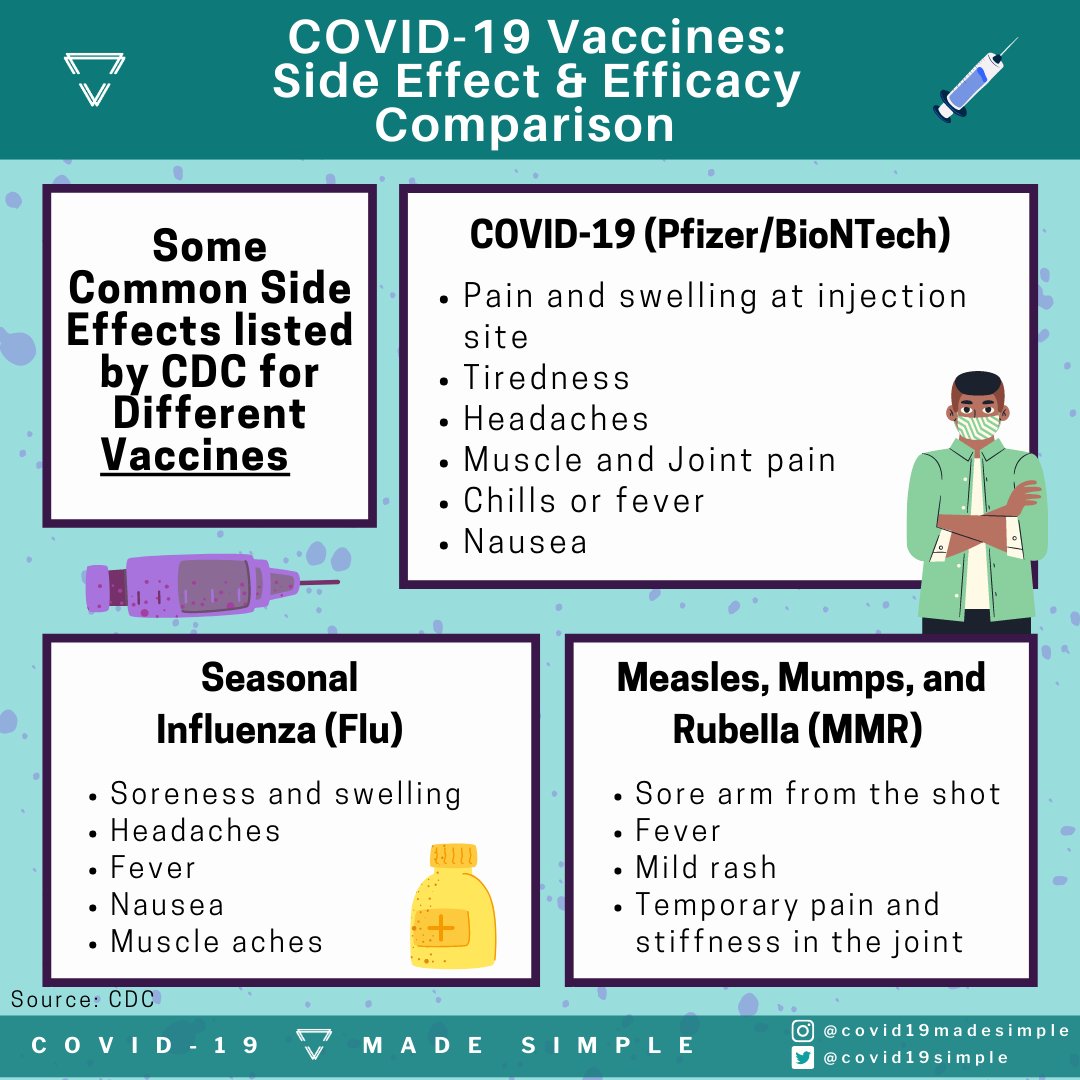 COVID-19 Vaccines:
Side Effect & Efficacy
Comparison
Some
Common Side
Effects listed
by CDC for
Different
Vaccines
COVID-19 (Pfizer/BioNTech)
• Pain and swelling at injection
site
• Tiredness
• Headaches
• Muscle and Joint pain
• Chills or fever
• Nausea
Seasonal
Influenza (Flu)
• Soreness and swelling
• Headaches
• Fever
• Nausea
• Muscle aches
Measles, Mumps, and
Rubella (MMR)
• Sore arm from the shot
• Fever
• Mild rash
• Temporary pain and
stiffness in the joint
Source: CDC
COVID-19 MADE SIMPLE
@covid19madesimple
@covid19simple